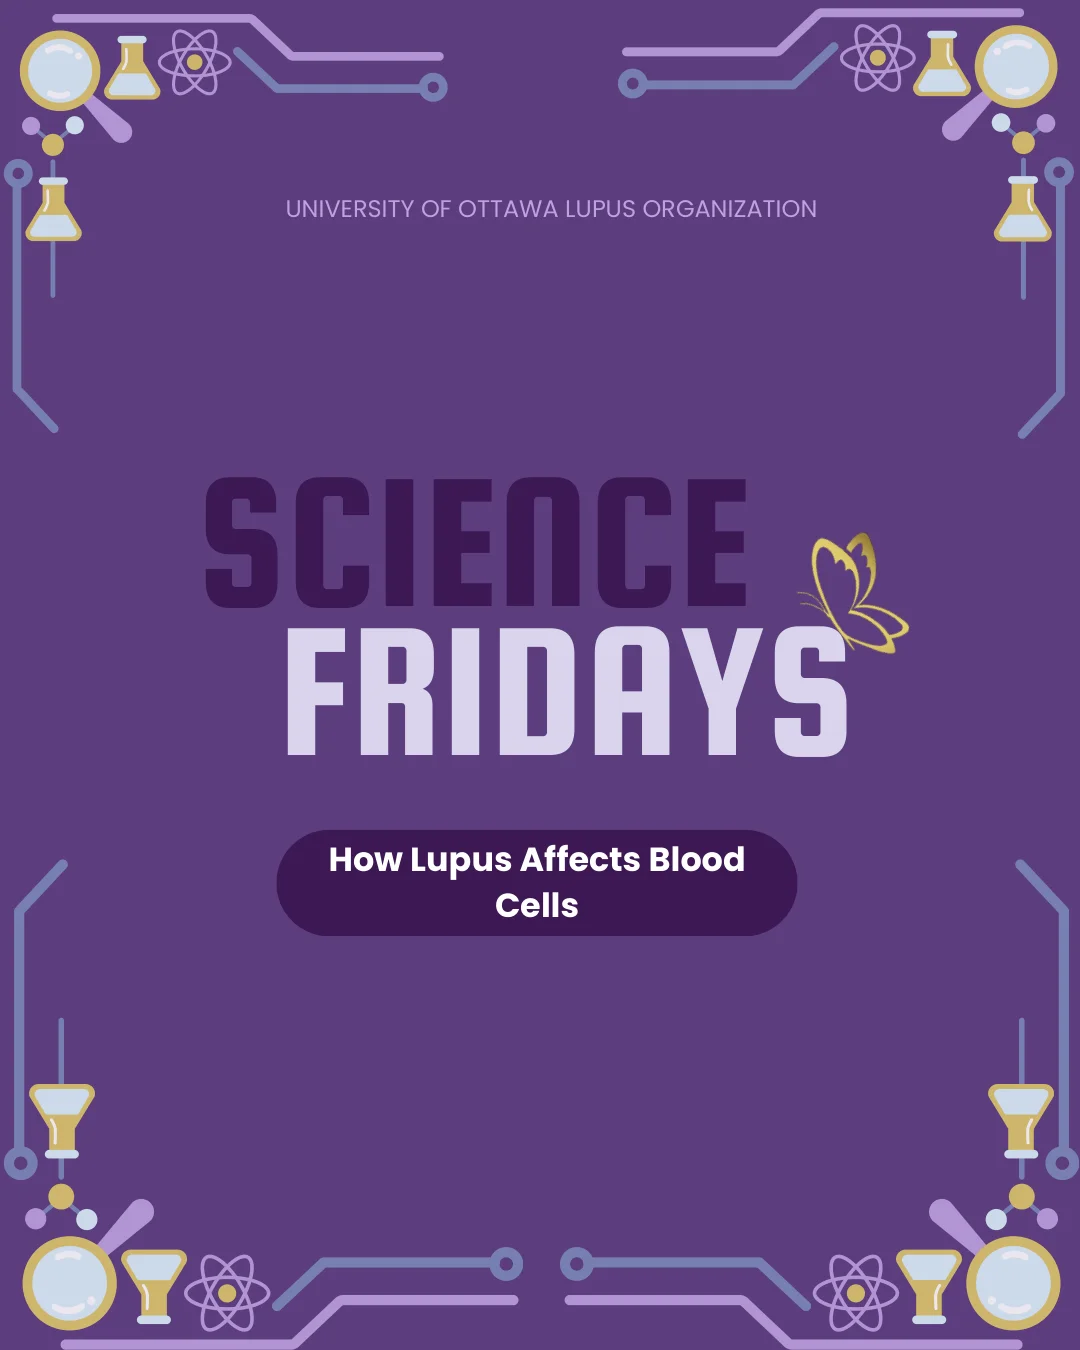 UNIVERSITY OF OTTAWA LUPUS ORGANIZATION
SCIENCE
FRIDAYS
How Lupus Affects Blood
Cells